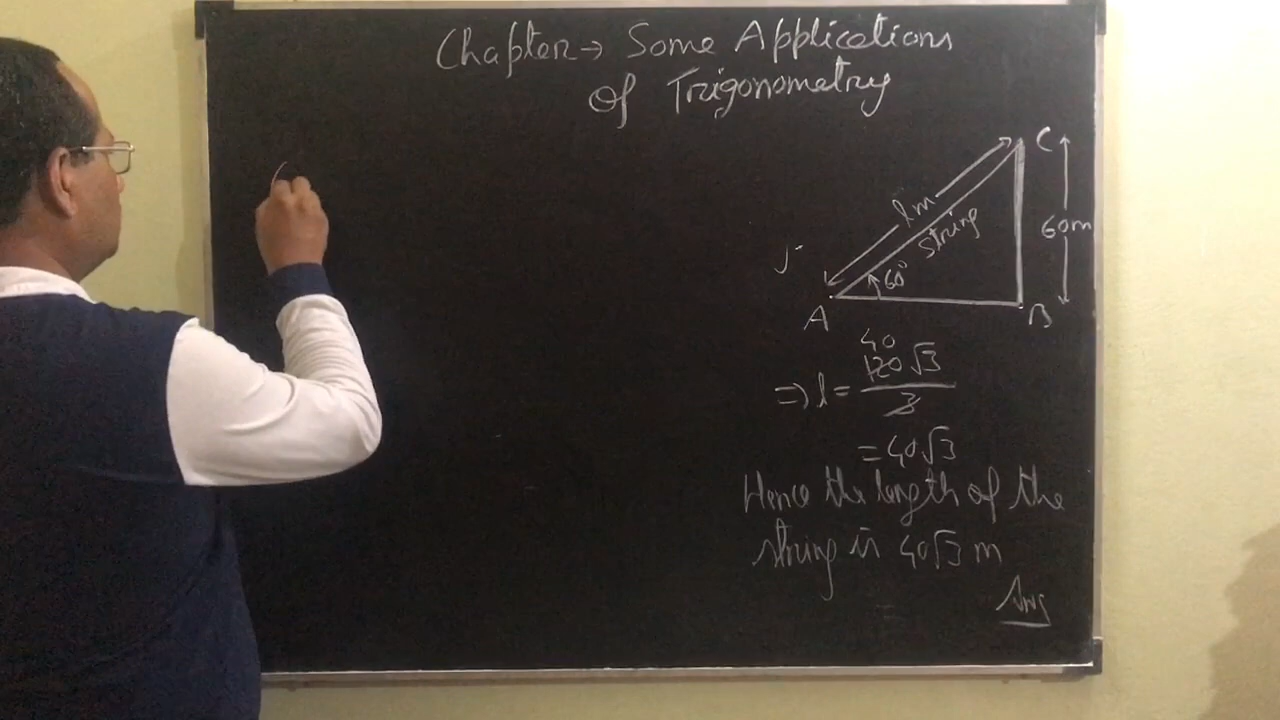 Chapter → Some Applications
Of Trigonometry
C
l m
String
60m
60°
A
B
40
120√3
⇒ l =
3
= 40√3
Hence the length of the
string is 40√3 m
Ans